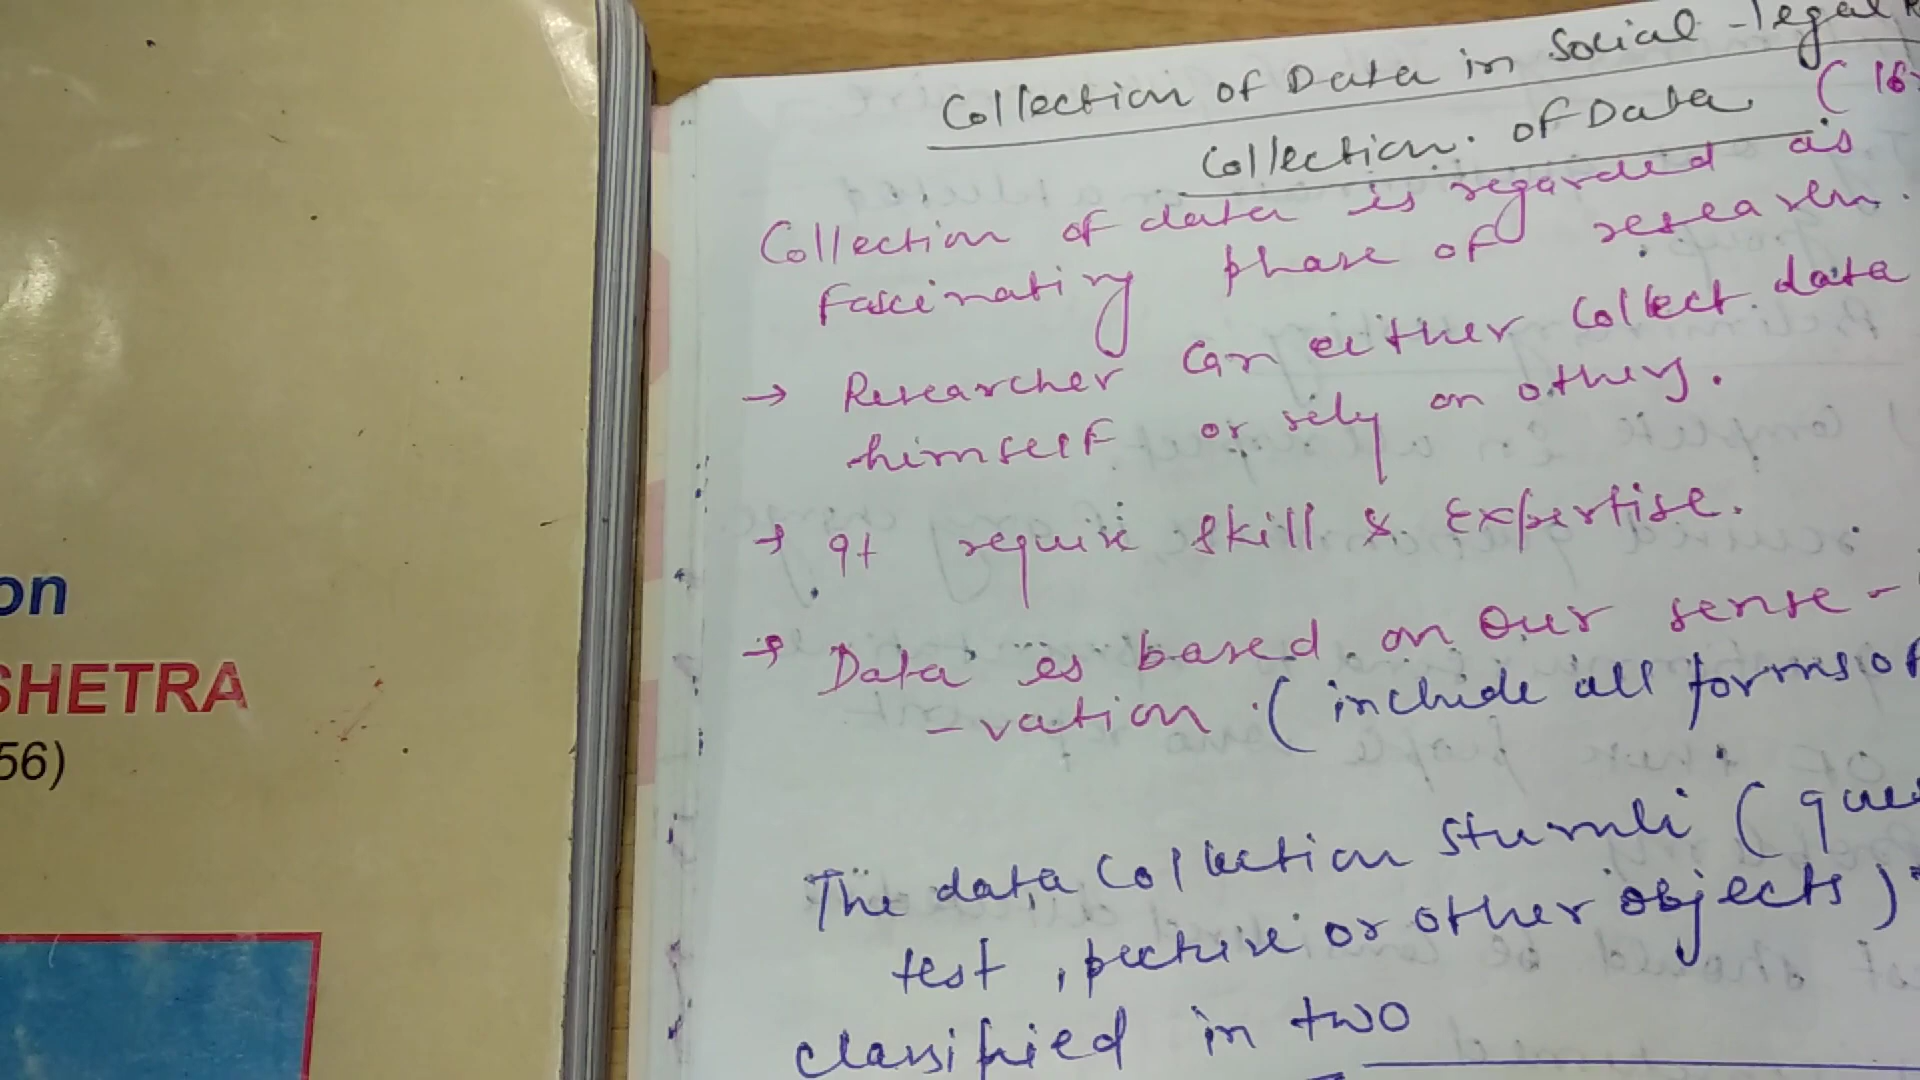 on
SHETRA
56)
Collection of Data in Social - legal R
Collection of Data (16
Collection of data is regarded as
fascinating phase of research.
→ Researcher can either collect data
himself or rely on others.
→ It require skill & Expertise.
→ Data is based on our sense -
- vation (include all forms of
The data collection stumuli (ques
test, picture or other objects)
classified in two